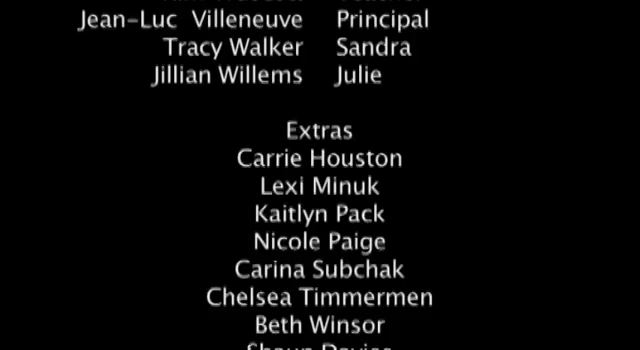 Jean-Luc Villeneuve Principal
Tracy Walker Sandra
Jillian Willems Julie
Extras
Carrie Houston
Lexi Minuk
Kaitlyn Pack
Nicole Paige
Carina Subchak
Chelsea Timmermen
Beth Winsor